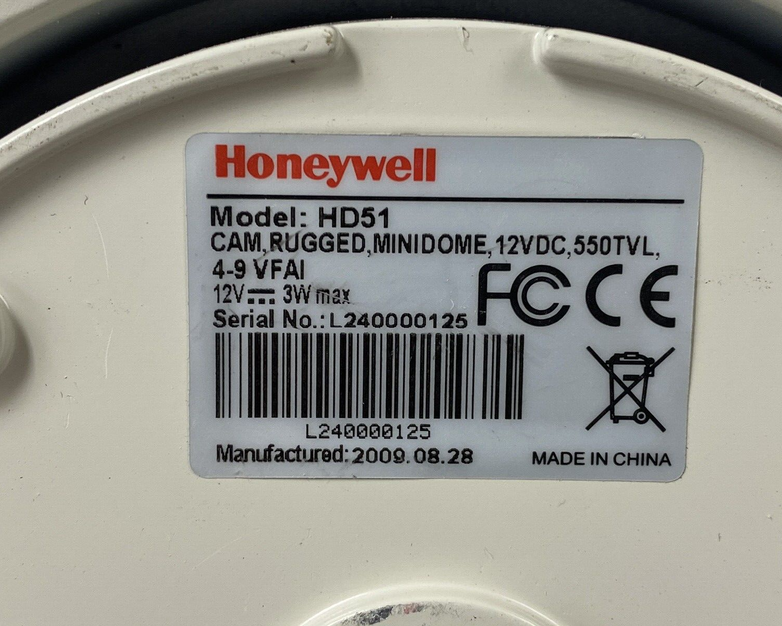 Honeywell
Model: HD51
CAM,RUGGED,MINIDOME,12VDC,550TVL,
4-9 VFAI
12V⎓ 3W max
Serial No.:L240000125
FC CE
L240000125
Manufactured:2009.08.28
MADE IN CHINA